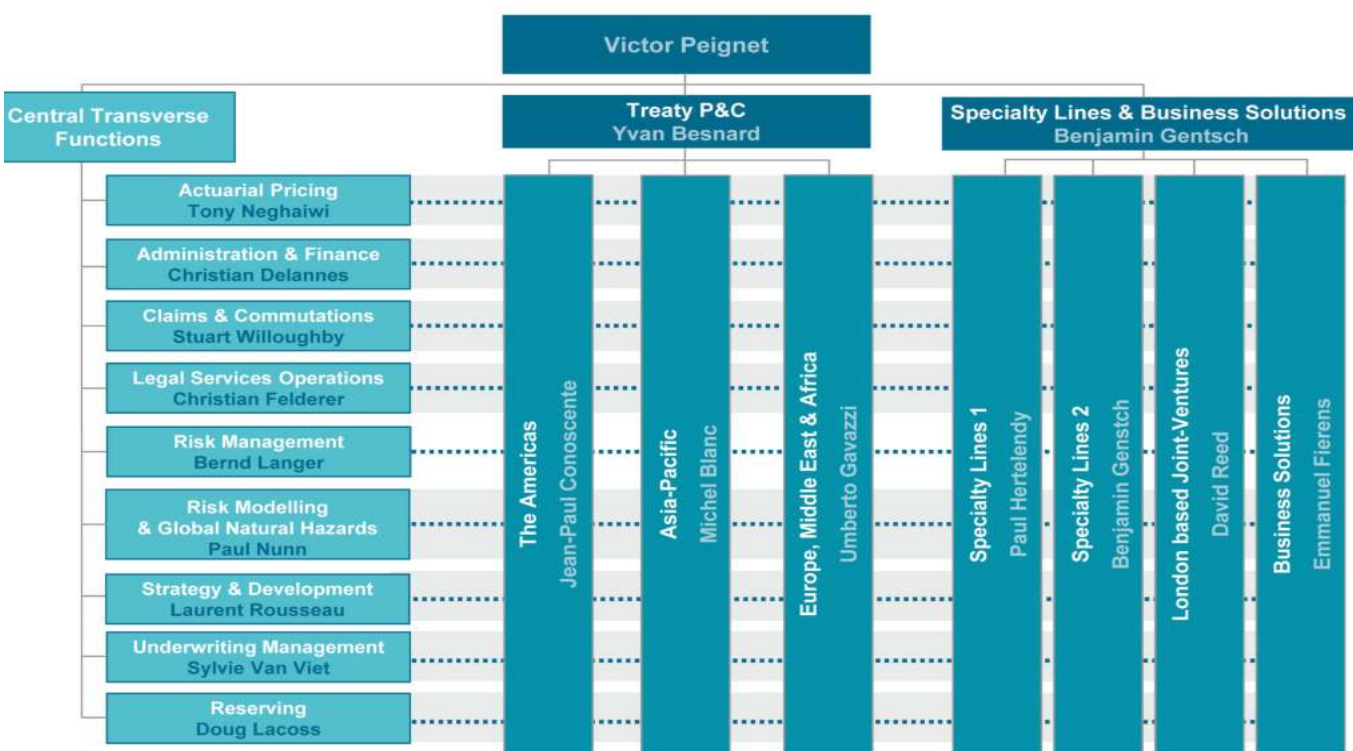 Victor Peignet
Central Transverse
Functions
Treaty P&C
Yvan Besnard
Specialty Lines & Business Solutions
Benjamin Gentsch
Actuarial Pricing
Tony Neghaiwi
Administration & Finance
Christian Delannes
Claims & Commutations
Stuart Willoughby
Legal Services Operations
Christian Felderer
Risk Management
Bernd Langer
Risk Modelling
& Global Natural Hazards
Paul Nunn
Strategy & Development
Laurent Rousseau
Underwriting Management
Sylvie Van Viet
Reserving
Doug Lacoss
The Americas
Jean-Paul Conoscente
Asia-Pacific
Michel Blanc
Europe, Middle East & Africa
Umberto Gavazzi
Specialty Lines 1
Paul Hertelendy
Specialty Lines 2
Benjamin Genstch
London based Joint-Ventures
David Reed
Business Solutions
Emmanuel Fierens